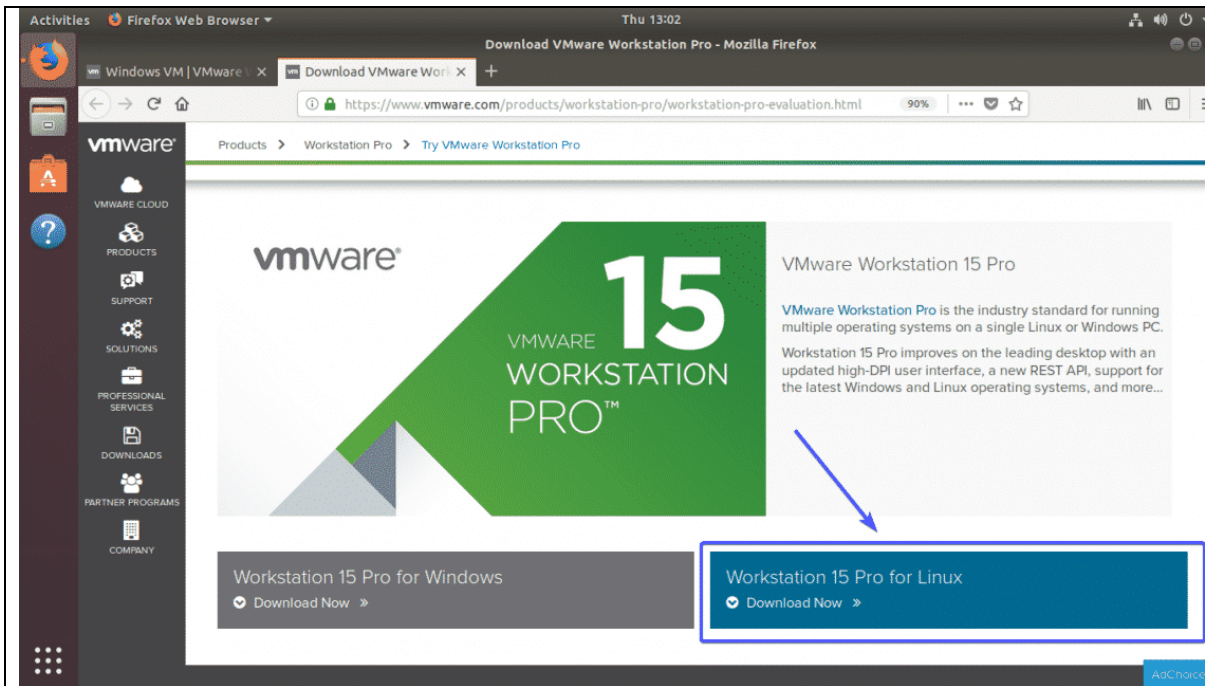 Activities Firefox Web Browser Thu 13:02
Download VMware Workstation Pro - Mozilla Firefox
Windows VM | VMware Download VMware Work
https://www.vmware.com/products/workstation-pro/workstation-pro-evaluation.html 90%
vmware Products Workstation Pro Try VMware Workstation Pro
VMWARE CLOUD
PRODUCTS
SUPPORT
SOLUTIONS
PROFESSIONAL
SERVICES
DOWNLOADS
PARTNER PROGRAMS
COMPANY
vmware
15
VMWARE
WORKSTATION
PRO™
VMware Workstation 15 Pro
VMware Workstation Pro is the industry standard for running
multiple operating systems on a single Linux or Windows PC.
Workstation 15 Pro improves on the leading desktop with an
updated high-DPI user interface, a new REST API, support for
the latest Windows and Linux operating systems, and more...
Workstation 15 Pro for Windows
Download Now »
Workstation 15 Pro for Linux
Download Now »
AdChoice